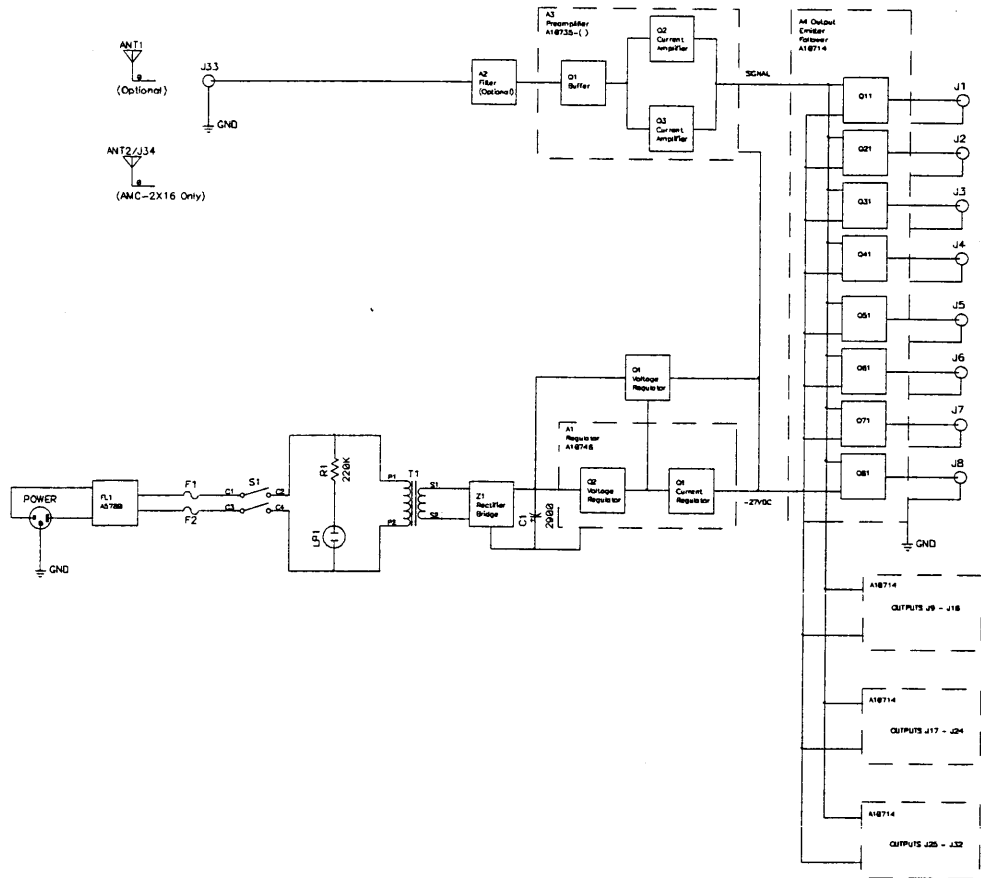 A3
Preamplifier
A18735-( )
Q2
Current
Amplifier
A4 Output
Emitter
Follower
A18714
ANT1
(Optional)
J33
GND
A2
Filter
(Optional)
Q1
Buffer
Q3
Current
Amplifier
SIGNAL
Q11
J1
ANT2/J34
(AMC-2X16 Only)
Q21
J2
Q31
J3
Q41
J4
Q51
J5
Q61
J6
Q71
J7
Q81
J8
GND
Q1
Voltage
Regulator
A1
Regulator
A18746
Q2
Voltage
Regulator
Q1
Current
Regulator
-27VDC
POWER
GND
FL1
F1
F2
S1
C1
C2
C3
C4
R1
220K
LP1
P1
P2
T1
S1
S2
Z1
Rectifier
Bridge
C1
2900
A18714
OUTPUTS J9 - J16
A18714
OUTPUTS J17 - J24
A18714
OUTPUTS J25 - J32